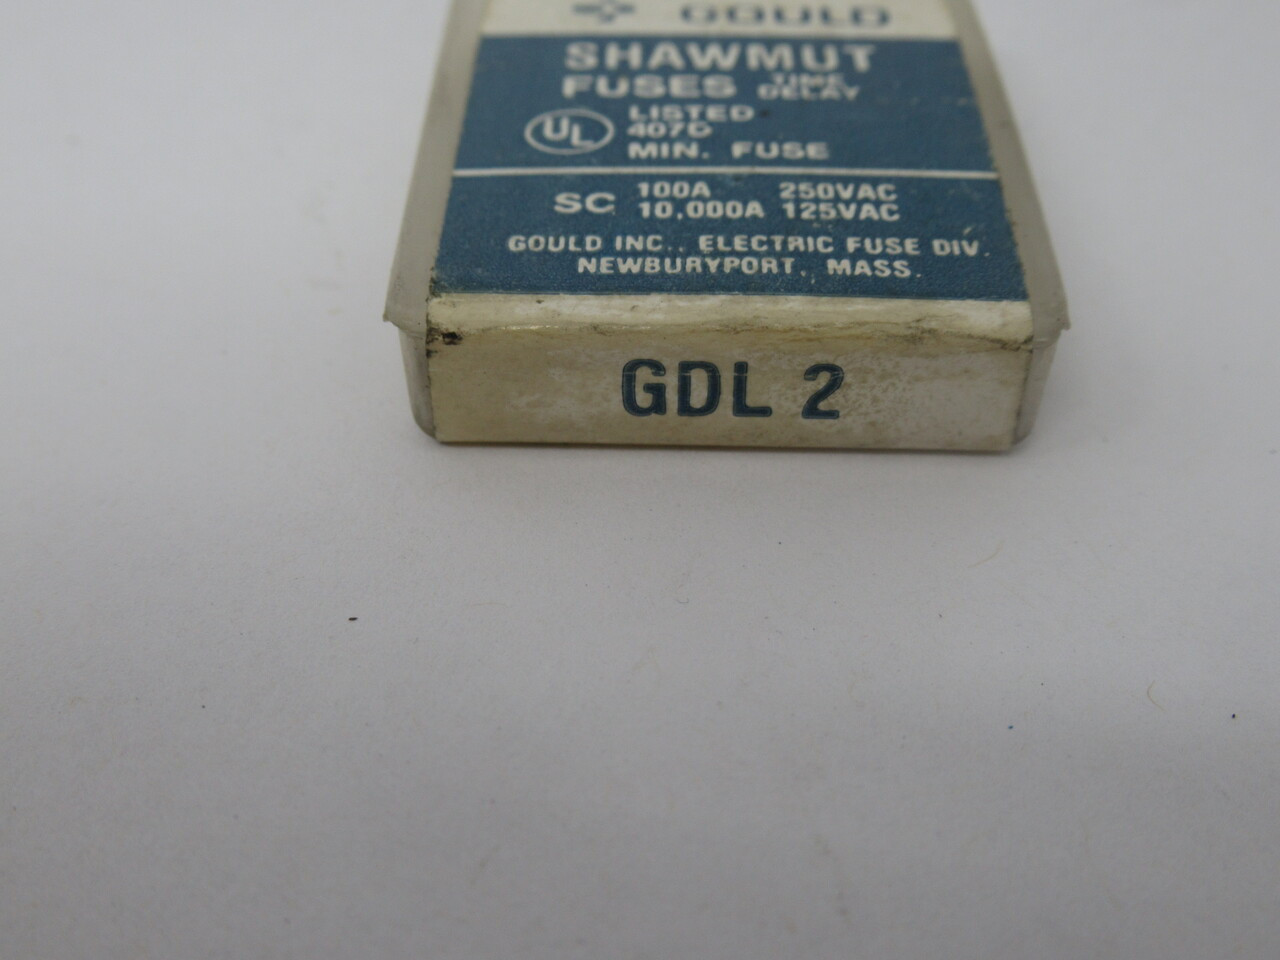 GOULD
SHAWMUT
FUSES TIME DELAY
UL LISTED
407D
MIN. FUSE
SC 100A 250VAC
10,000A 125VAC
GOULD INC., ELECTRIC FUSE DIV.
NEWBURYPORT, MASS.
GDL 2